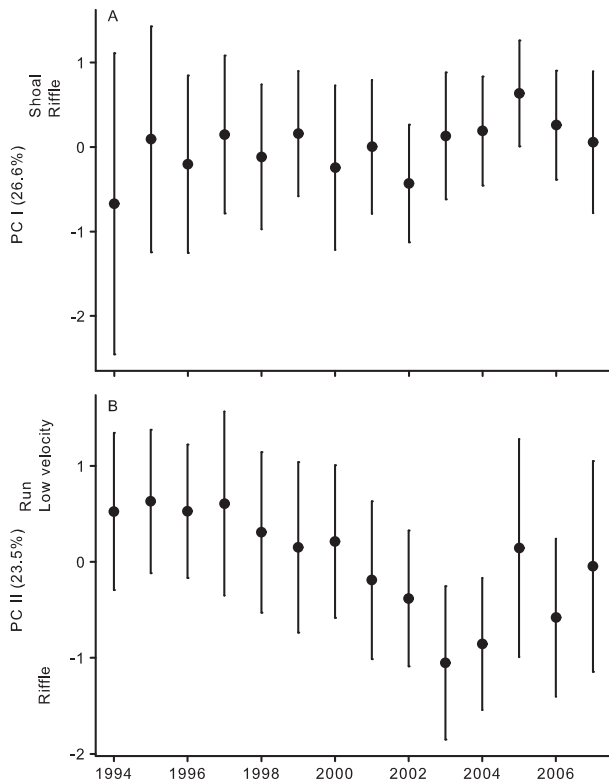 A
1
0
-1
-2
Shoal
Riffle
PC I (26.6%)
B
1
0
-1
-2
Run
Low velocity
PC II (23.5%)
Riffle
1994 1996 1998 2000 2002 2004 2006